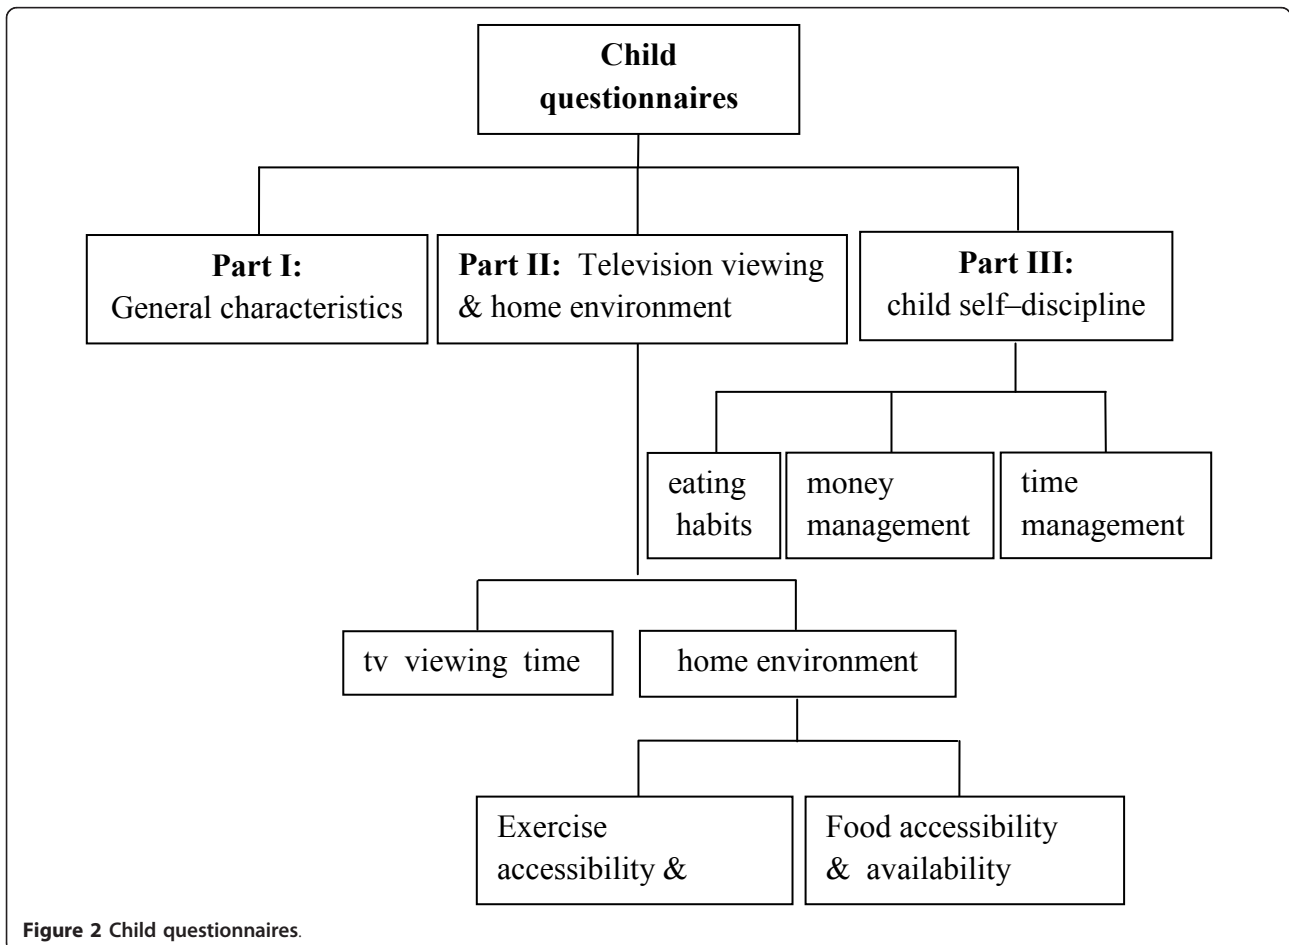 Child
questionnaires
Part I:
General characteristics
Part II: Television viewing
& home environment
Part III:
child self–discipline
eating
habits
money
management
time
management
tv viewing time
home environment
Exercise
accessibility &
Food accessibility
& availability
Figure 2 Child questionnaires.